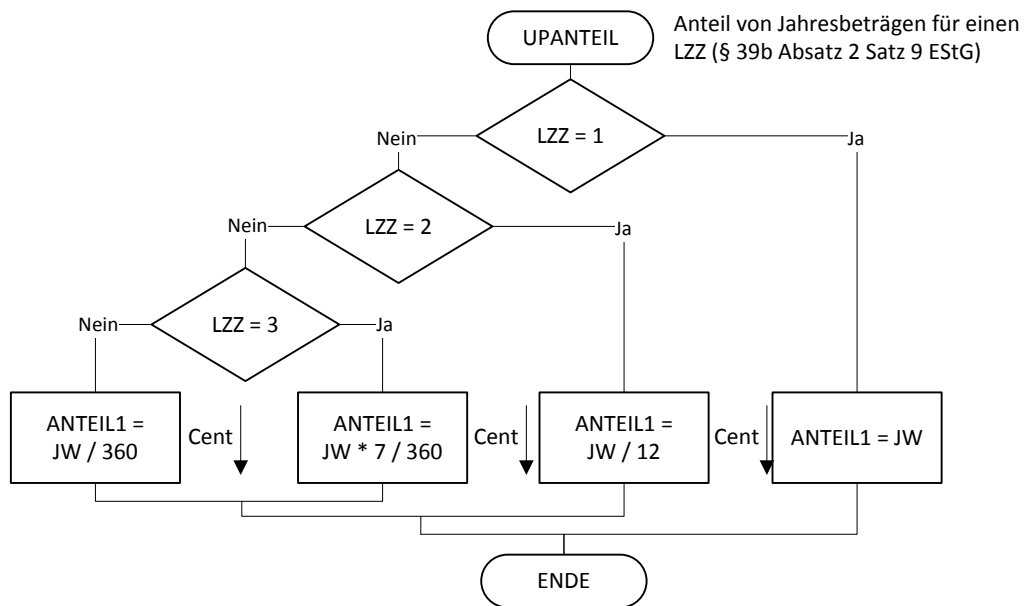 UPANTEIL
Anteil von Jahresbeträgen für einen
LZZ (§ 39b Absatz 2 Satz 9 EStG)
LZZ = 1
Nein
Ja
LZZ = 2
Nein
Ja
LZZ = 3
Nein
Ja
ANTEIL1 =
JW / 360
Cent
ANTEIL1 =
JW * 7 / 360
Cent
ANTEIL1 =
JW / 12
Cent
ANTEIL1 = JW
ENDE